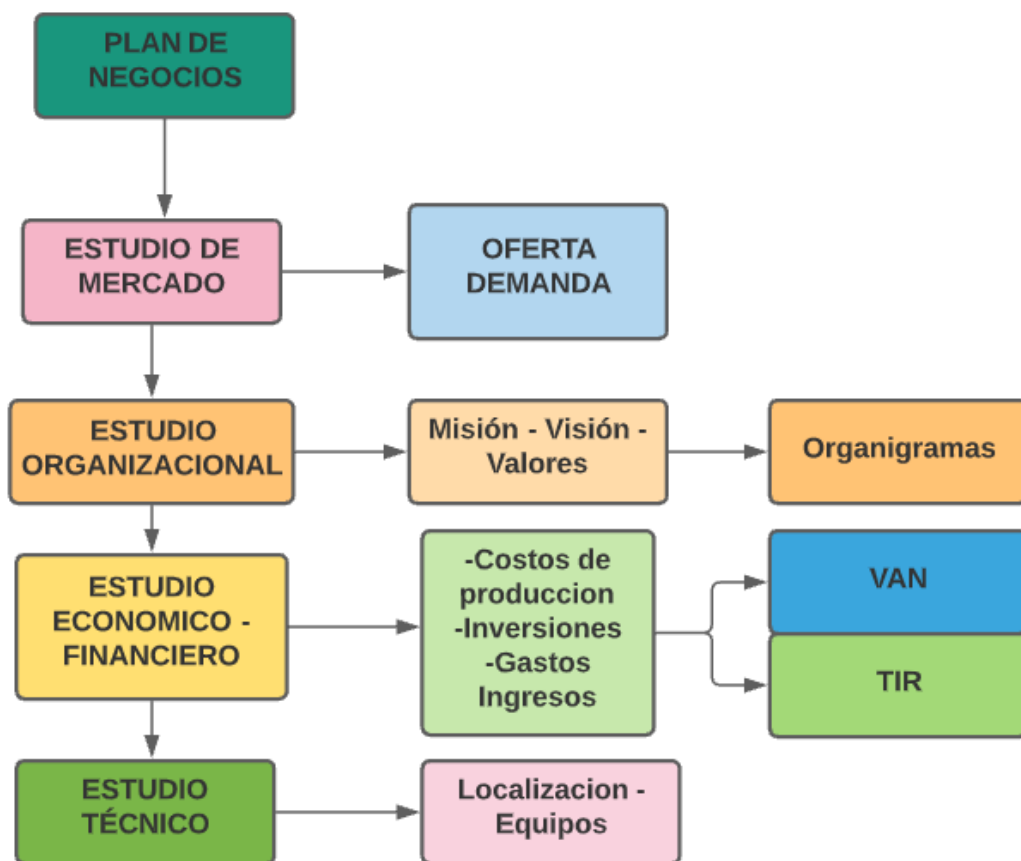 PLAN DE
NEGOCIOS
ESTUDIO DE
MERCADO
OFERTA
DEMANDA
ESTUDIO
ORGANIZACIONAL
Misión - Visión -
Valores
Organigramas
ESTUDIO
ECONOMICO -
FINANCIERO
-Costos de
produccion
-Inversiones
-Gastos
Ingresos
VAN
TIR
ESTUDIO
TÉCNICO
Localizacion -
Equipos